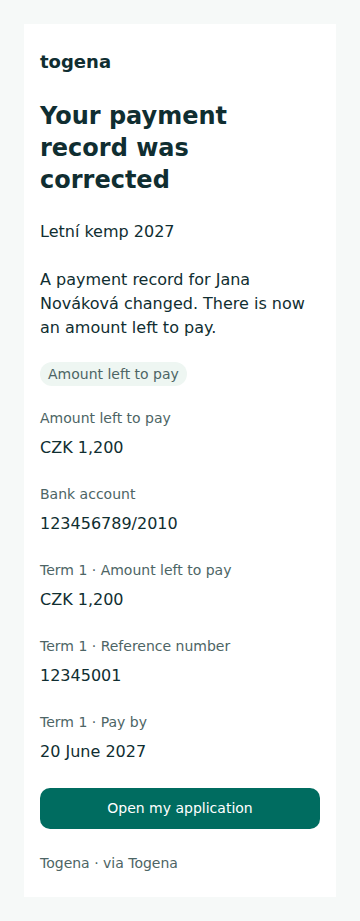 togena
Your payment
record was
corrected
Letní kemp 2027
A payment record for Jana
Nováková changed. There is now
an amount left to pay.
Amount left to pay
Amount left to pay
CZK 1,200
Bank account
123456789/2010
Term 1 · Amount left to pay
CZK 1,200
Term 1 · Reference number
12345001
Term 1 · Pay by
20 June 2027
Open my application
Togena · via Togena